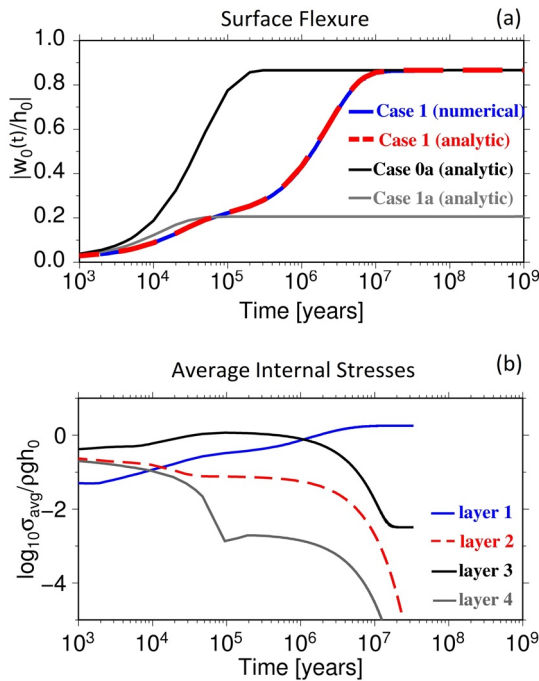 Surface Flexure
(a)
|w₀(t)/h₀|
1.0
0.8
0.6
0.4
0.2
0.0
Case 1 (numerical)
Case 1 (analytic)
Case 0a (analytic)
Case 1a (analytic)
10³ 10⁴ 10⁵ 10⁶ 10⁷ 10⁸ 10⁹
Time [years]
Average Internal Stresses
(b)
log₁₀σavg/ρgh₀
0
−2
−4
layer 1
layer 2
layer 3
layer 4
10³ 10⁴ 10⁵ 10⁶ 10⁷ 10⁸ 10⁹
Time [years]